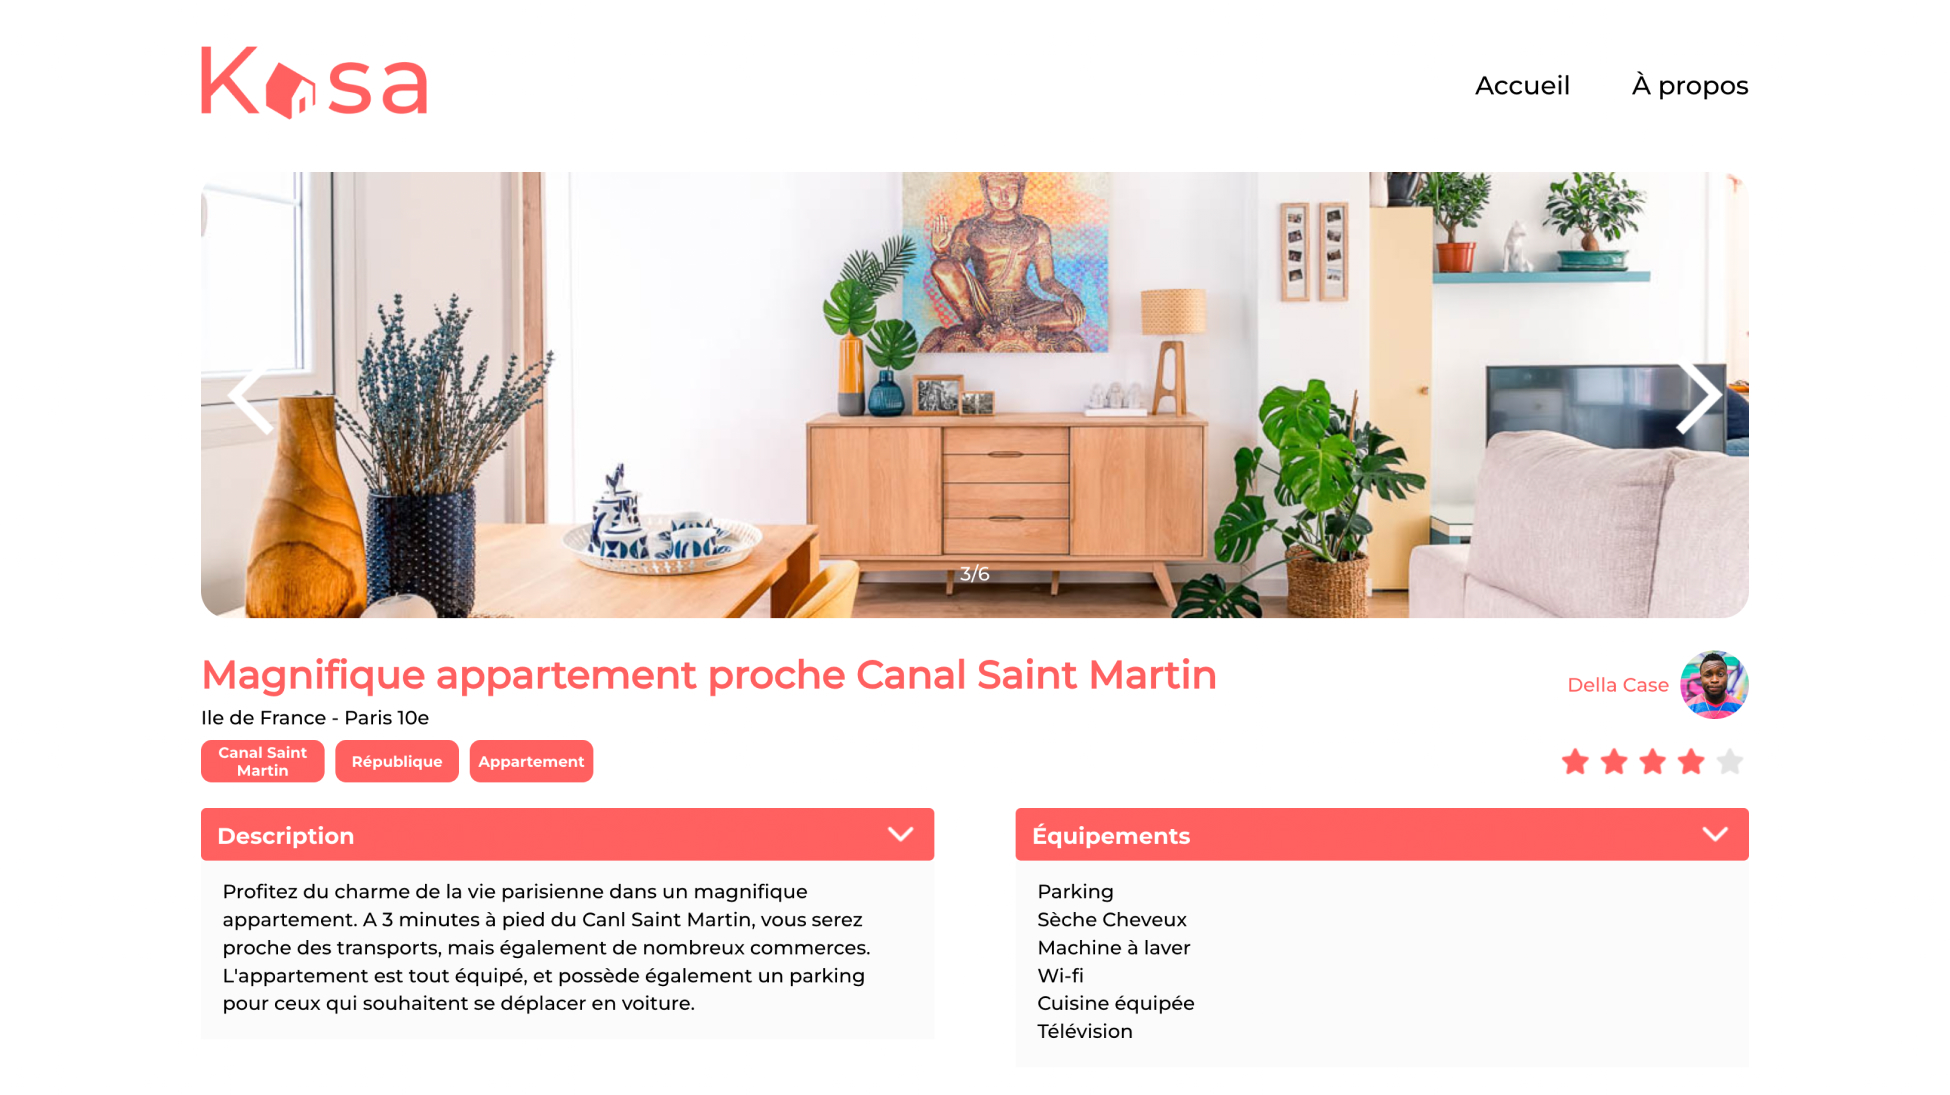 Kasa
Accueil
À propos
3/6
Magnifique appartement proche Canal Saint Martin
Della Case
Ile de France - Paris 10e
Canal Saint
Martin
République
Appartement
Description
Profitez du charme de la vie parisienne dans un magnifique
appartement. A 3 minutes à pied du Canl Saint Martin, vous serez
proche des transports, mais également de nombreux commerces.
L'appartement est tout équipé, et possède également un parking
pour ceux qui souhaitent se déplacer en voiture.
Équipements
Parking
Sèche Cheveux
Machine à laver
Wi-fi
Cuisine équipée
Télévision